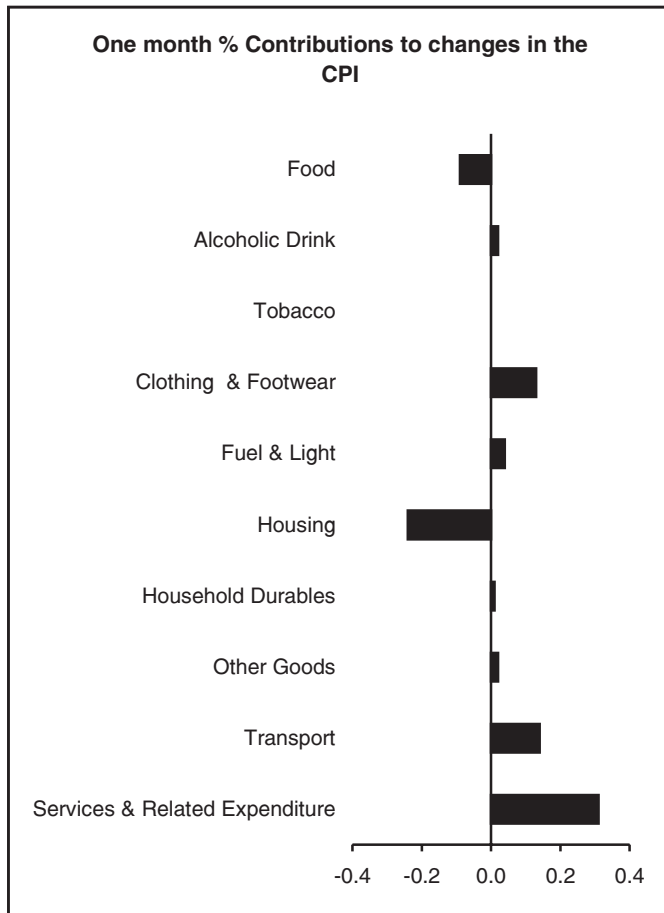 One month % Contributions to changes in the
CPI
Food
Alcoholic Drink
Tobacco
Clothing & Footwear
Fuel & Light
Housing
Household Durables
Other Goods
Transport
Services & Related Expenditure
-0.4 -0.2 0.0 0.2 0.4